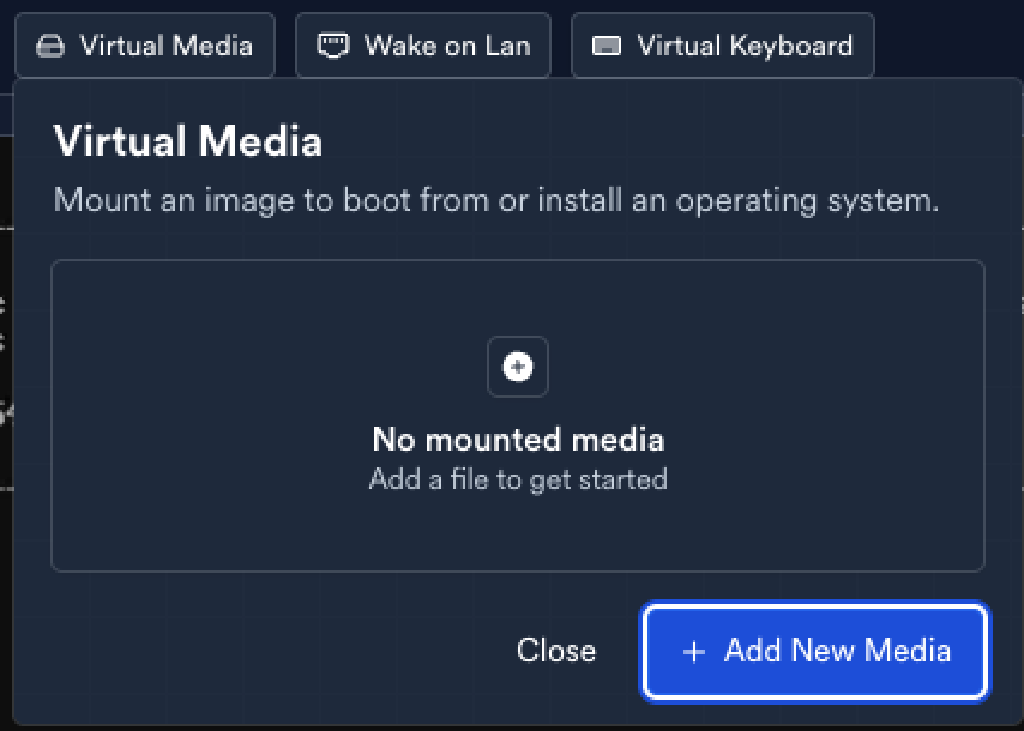 Virtual Media
Wake on Lan
Virtual Keyboard
Virtual Media
Mount an image to boot from or install an operating system.
No mounted media
Add a file to get started
Close
+ Add New Media